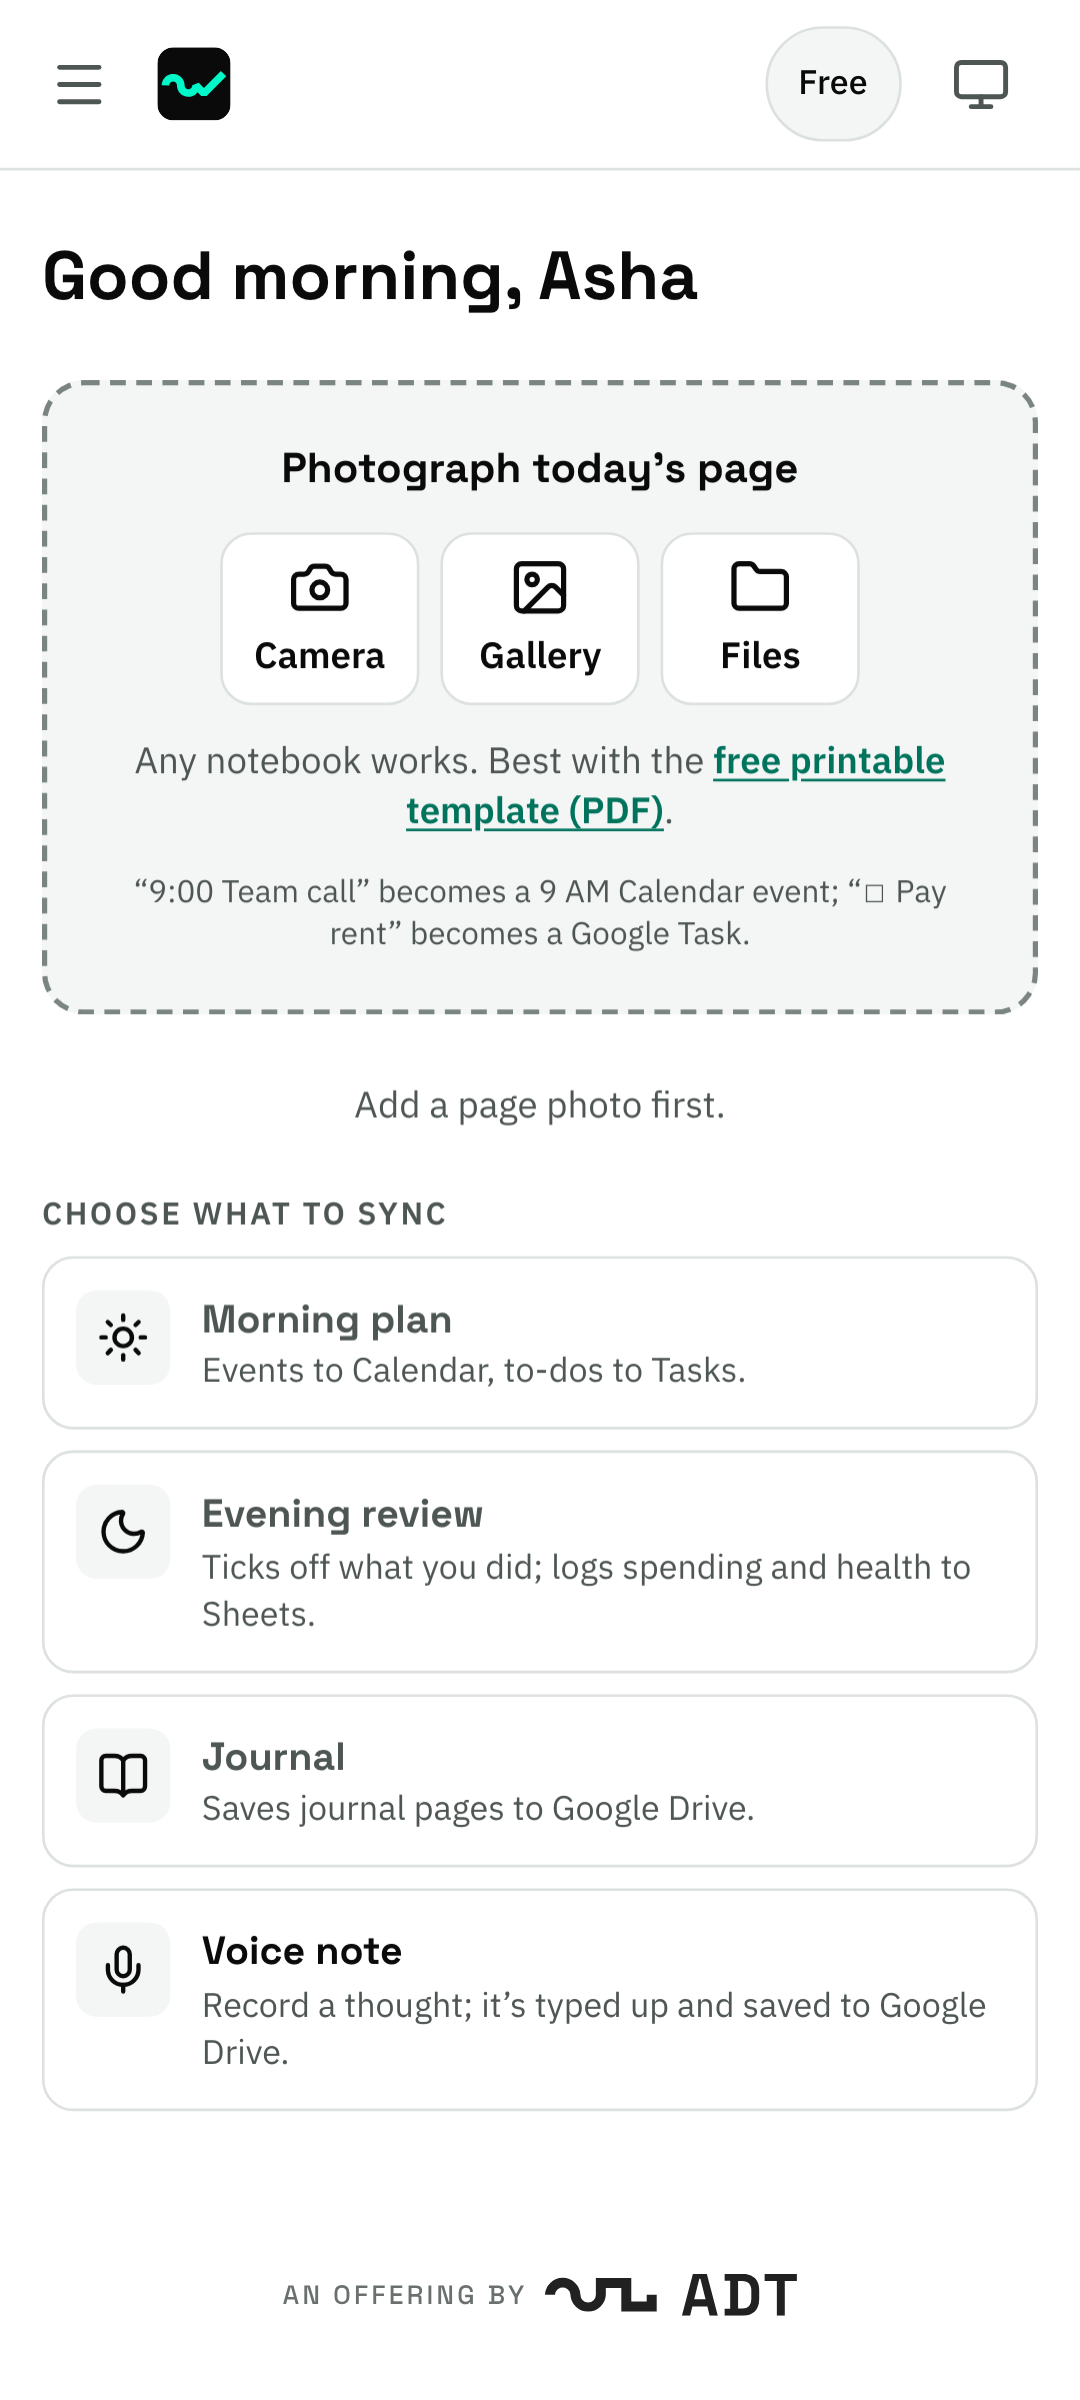 Free
Good morning, Asha
Photograph today’s page
Camera
Gallery
Files
Any notebook works. Best with the free printable
template (PDF).
“9:00 Team call” becomes a 9 AM Calendar event; “□ Pay
rent” becomes a Google Task.
Add a page photo first.
CHOOSE WHAT TO SYNC
Morning plan
Events to Calendar, to-dos to Tasks.
Evening review
Ticks off what you did; logs spending and health to
Sheets.
Journal
Saves journal pages to Google Drive.
Voice note
Record a thought; it’s typed up and saved to Google
Drive.
AN OFFERING BY ADT